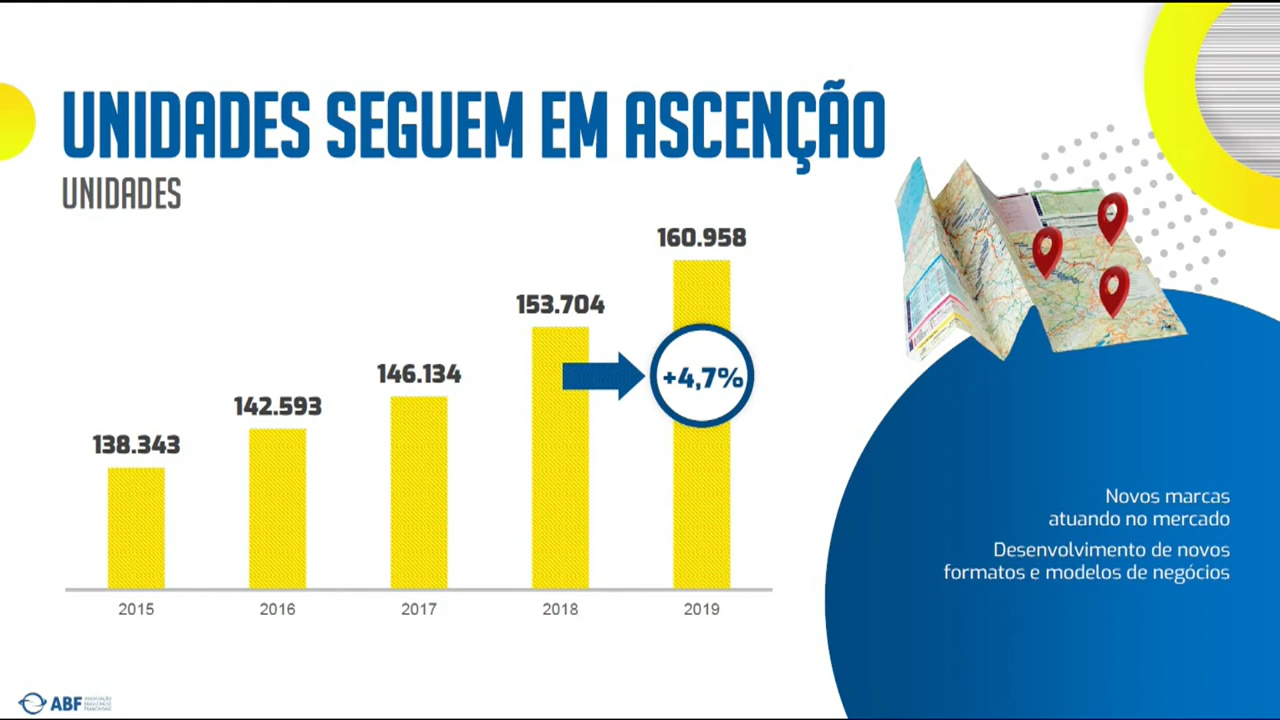 UNIDADES SEGUEM EM ASCENÇÃO
UNIDADES
160.958
153.704
146.134
142.593
138.343
+4,7%
2015
2016
2017
2018
2019
Novos marcas
atuando no mercado
Desenvolvimento de novos
formatos e modelos de negócios
ABF